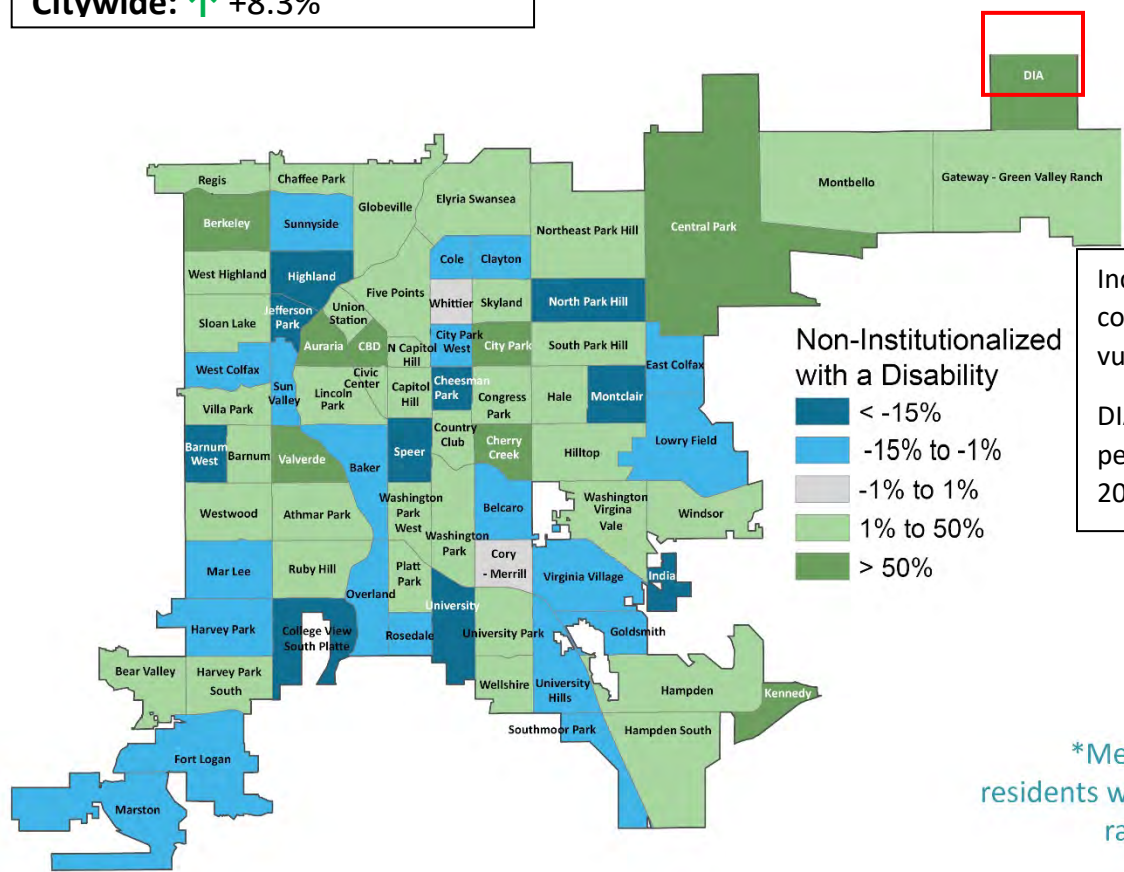 Citywide: ↑ +8.3%
DIA
Regis
Chaffee Park
Globeville
Elyria Swansea
Montbello
Gateway - Green Valley Ranch
Berkeley
Sunnyside
Northeast Park Hill
Central Park
Cole
Clayton
West Highland
Highland
Five Points
Whittier
Skyland
North Park Hill
Jefferson
Park
Union
Station
Sloan Lake
Auraria
CBD
N Capitol
Hill
City Park
West
City Park
South Park Hill
East Colfax
West Colfax
Sun
Valley
Civic
Center
Lincoln
Park
Capitol
Hill
Cheesman
Park
Congress
Park
Hale
Montclair
Villa Park
Country
Club
Lowry Field
Barnum
West
Barnum
Valverde
Baker
Speer
Cherry
Creek
Hilltop
Westwood
Athmar Park
Washington
Park
West
Washington
Park
Belcaro
Washington
Virgina
Vale
Windsor
Mar Lee
Ruby Hill
Platt
Park
Cory
- Merrill
Virginia Village
India
Overland
University
Harvey Park
College View
South Platte
Rosedale
University Park
Goldsmith
Bear Valley
Harvey Park
South
Wellshire
University
Hills
Hampden
Kennedy
Southmoor Park
Hampden South
Fort Logan
Marston
Non-Institutionalized
with a Disability
< -15%
-15% to -1%
-1% to 1%
1% to 50%
> 50%
DIA
*Me
residents w